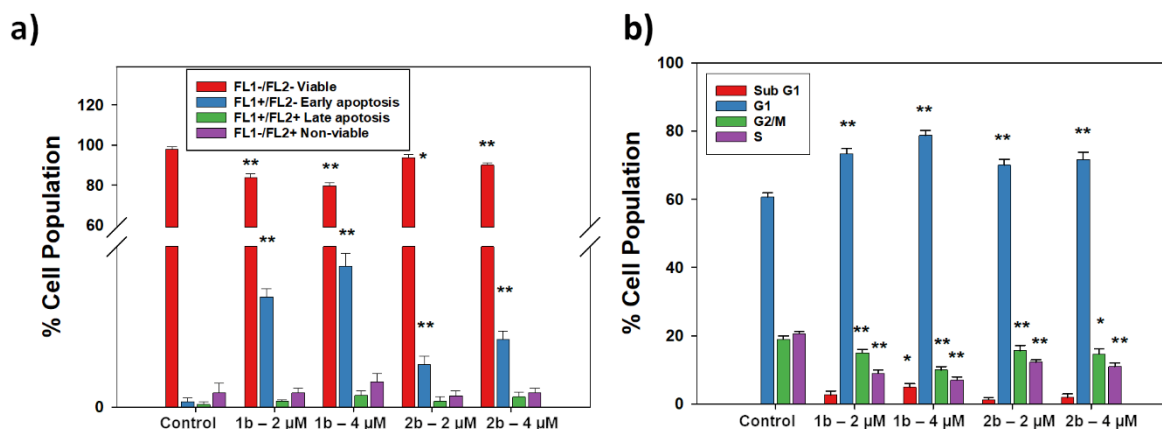 a)
FL1-/FL2- Viable
FL1+/FL2- Early apoptosis
FL1+/FL2+ Late apotosis
FL1-/FL2+ Non-viable
% Cell Population
120
100
80
60
0
**
**
*
**
**
**
**
**
Control
1b – 2 µM
1b – 4 µM
2b – 2 µM
2b – 4 µM
b)
Sub G1
G1
G2/M
S
% Cell Population
100
80
60
40
20
0
**
**
**
**
**
**
*
**
**
**
**
*
**
Control
1b – 2 µM
1b – 4 µM
2b – 2 µM
2b – 4 µM